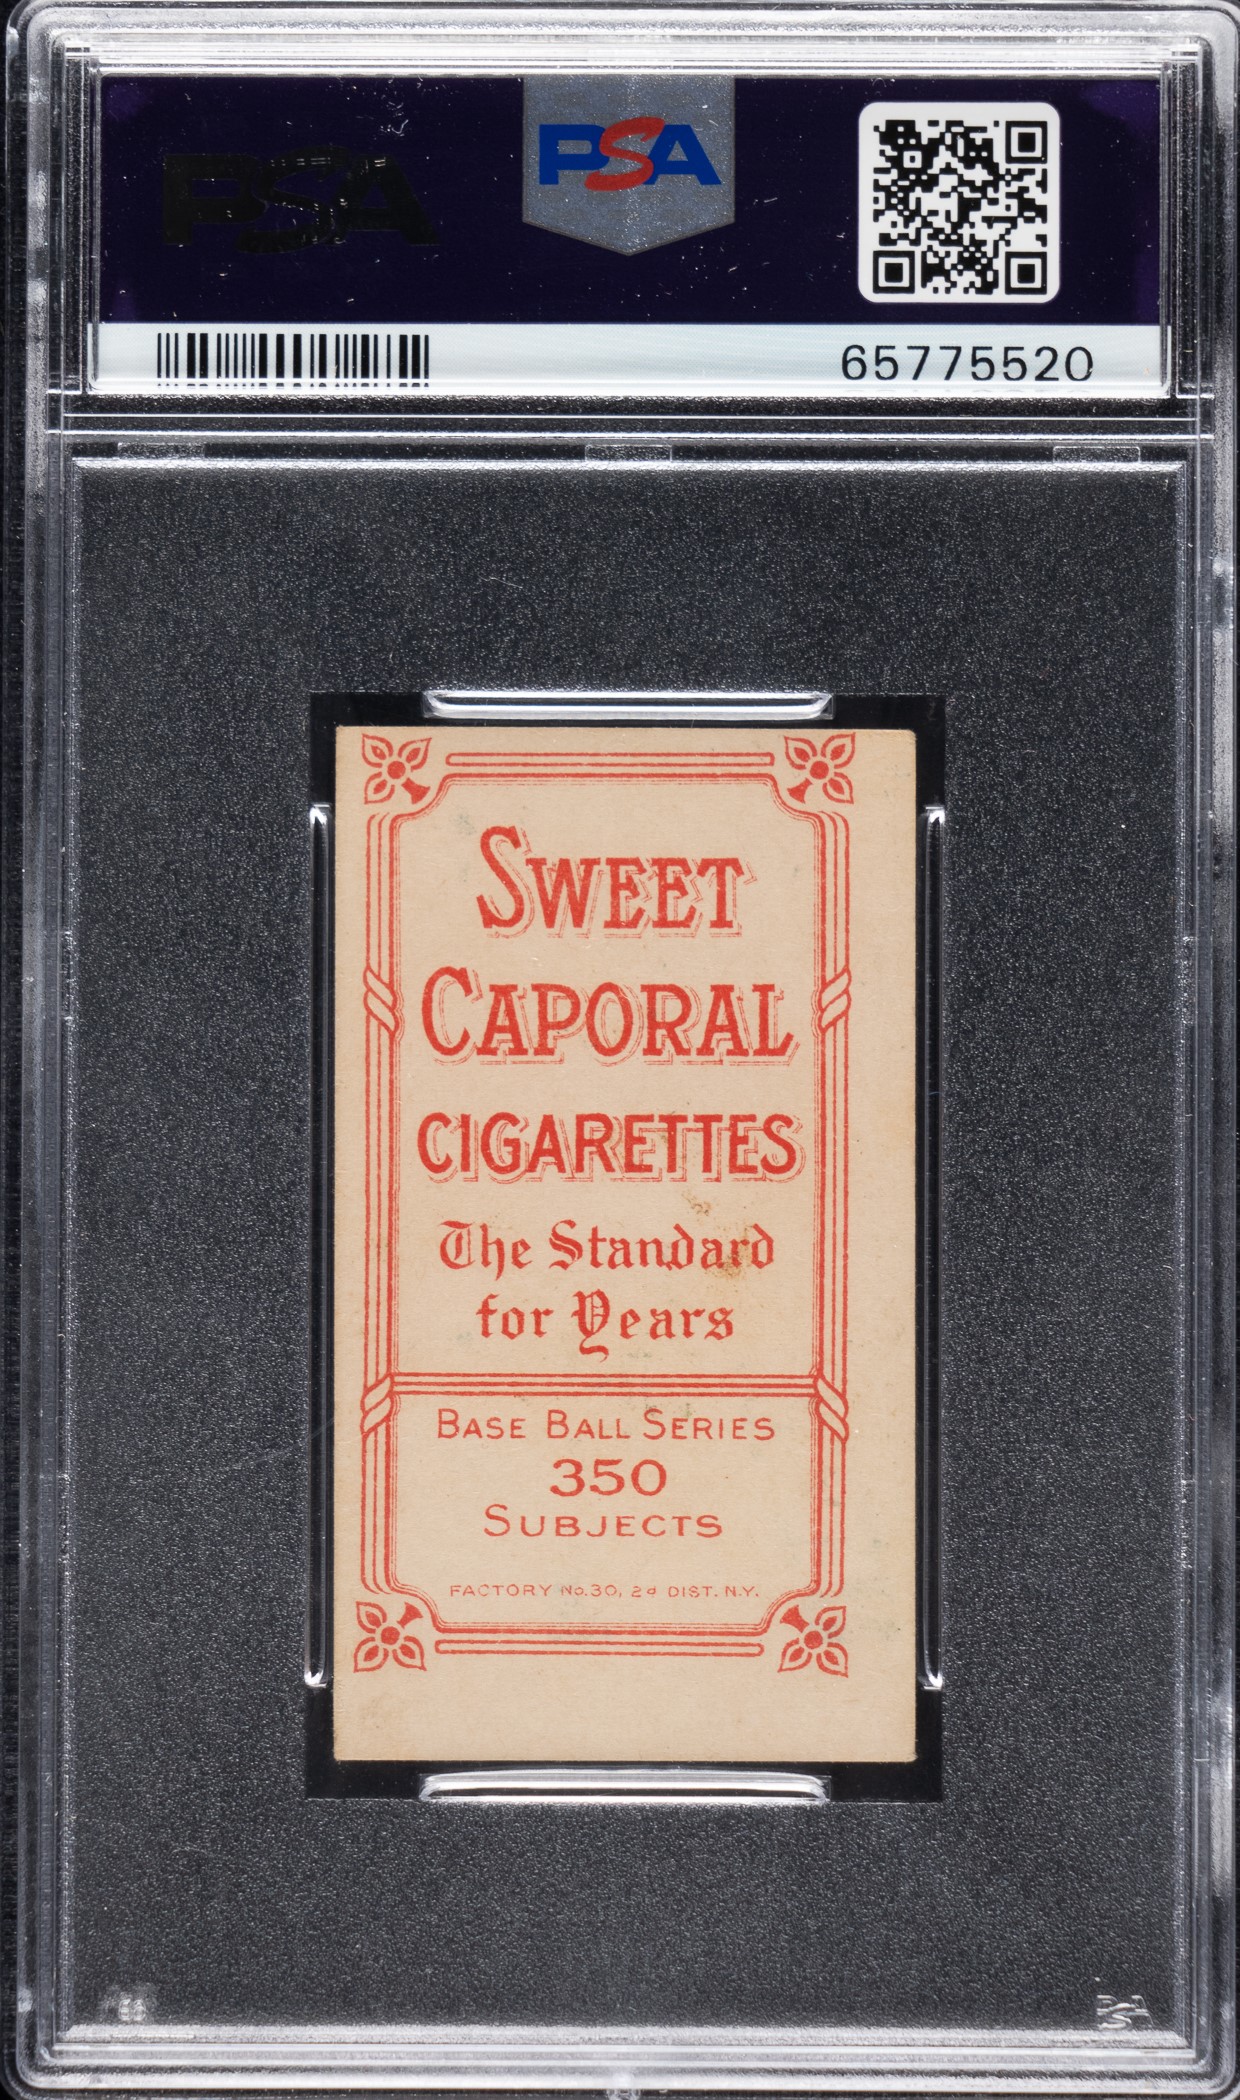 PSA
PSA
65775520
SWEET
CAPORAL
CIGARETTES
The Standard
for Years
BASE BALL SERIES
350
SUBJECTS
FACTORY No. 30, 2d DIST. N.Y.
PSA